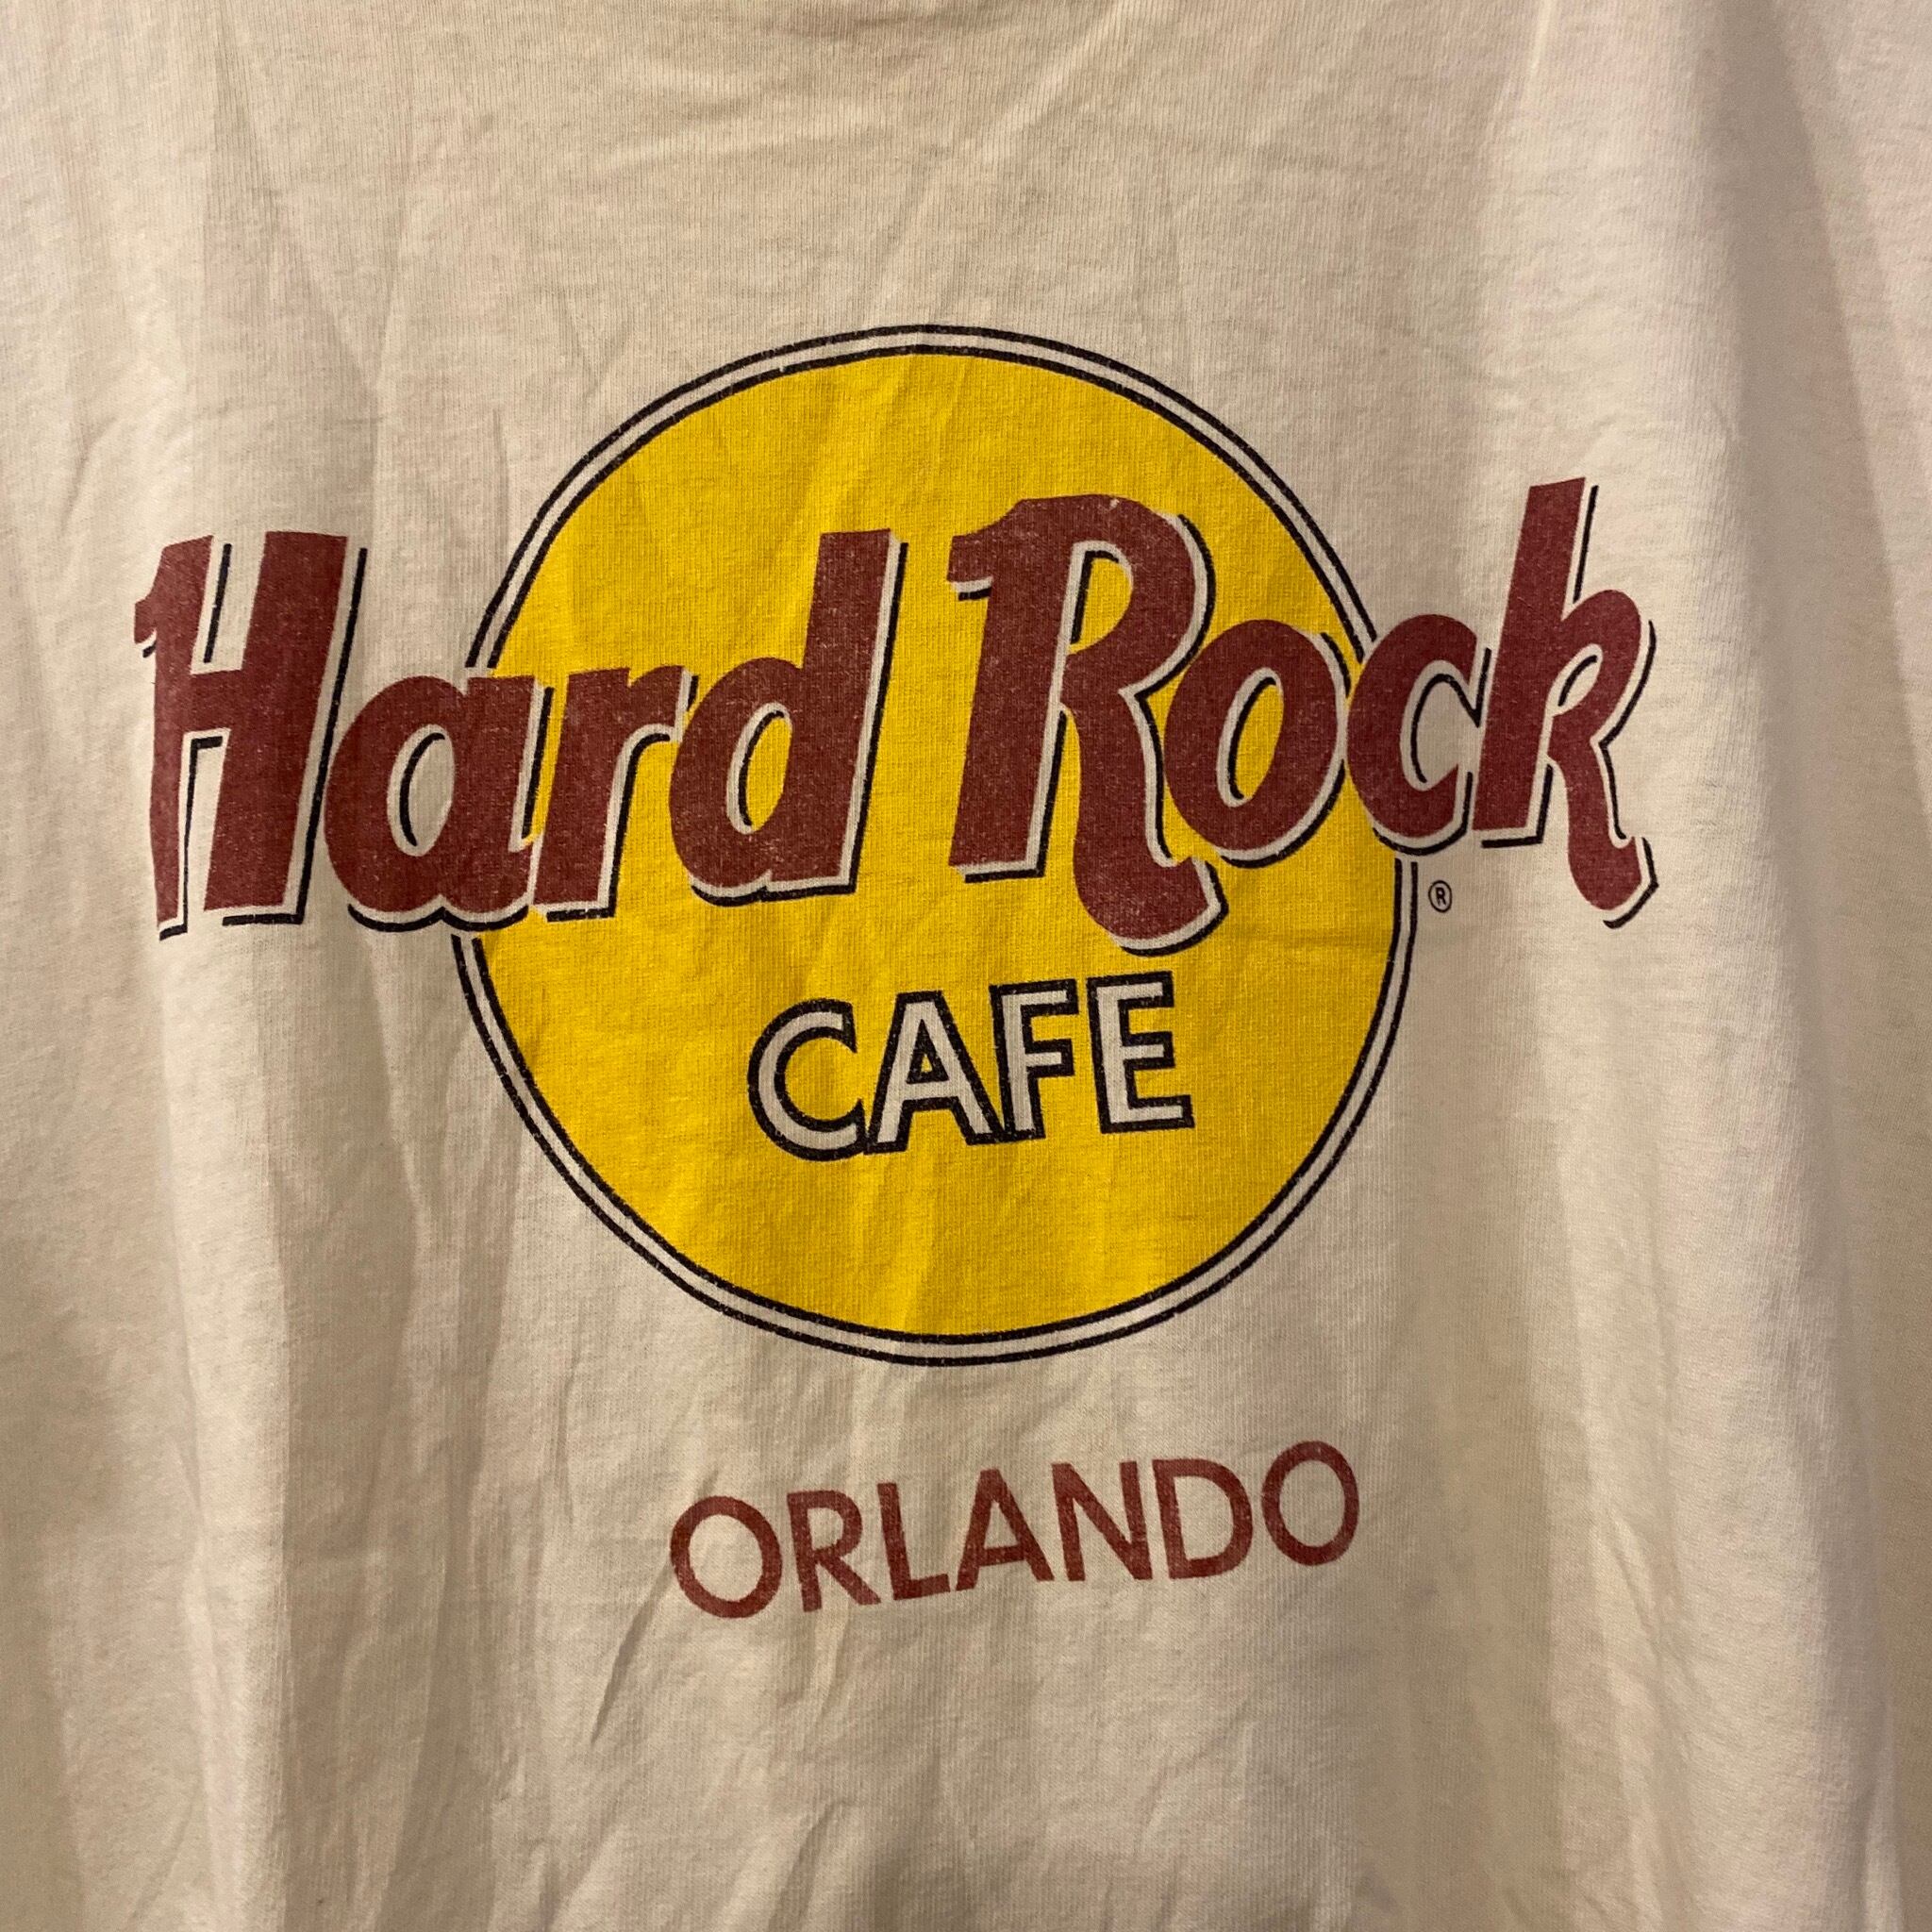 Hard Rock
®
CAFE
ORLANDO